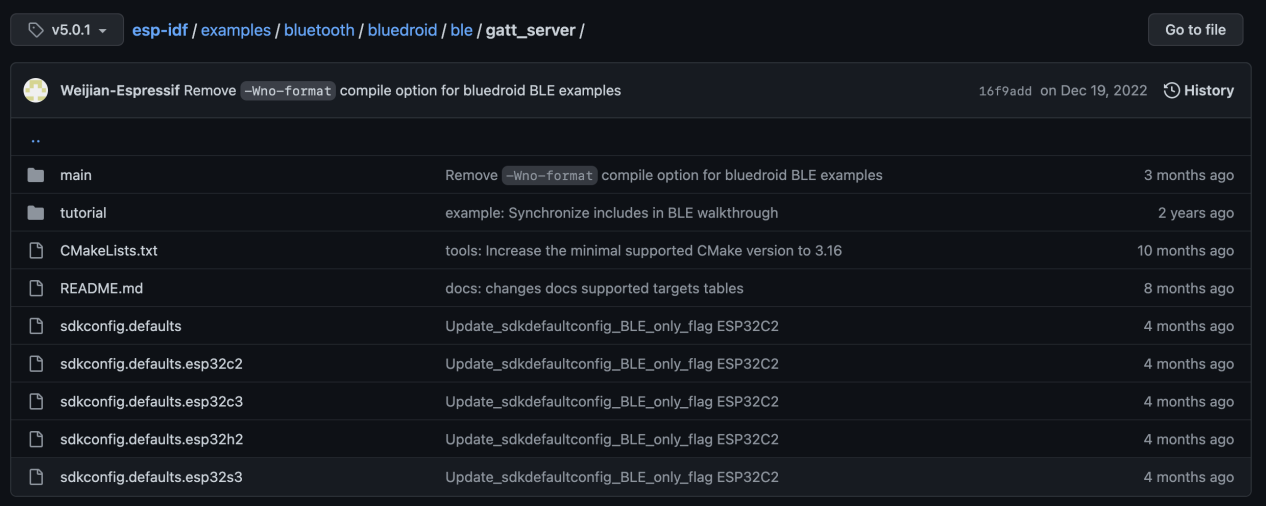 v5.0.1 esp-idf / examples / bluetooth / bluedroid / ble / gatt_server / Go to file
Weijian-Espressif Remove -Wno-format compile option for bluedroid BLE examples 16f9add on Dec 19, 2022 History
..
main Remove -Wno-format compile option for bluedroid BLE examples 3 months ago
tutorial example: Synchronize includes in BLE walkthrough 2 years ago
CMakeLists.txt tools: Increase the minimal supported CMake version to 3.16 10 months ago
README.md docs: changes docs supported targets tables 8 months ago
sdkconfig.defaults Update_sdkdefaultconfig_BLE_only_flag ESP32C2 4 months ago
sdkconfig.defaults.esp32c2 Update_sdkdefaultconfig_BLE_only_flag ESP32C2 4 months ago
sdkconfig.defaults.esp32c3 Update_sdkdefaultconfig_BLE_only_flag ESP32C2 4 months ago
sdkconfig.defaults.esp32h2 Update_sdkdefaultconfig_BLE_only_flag ESP32C2 4 months ago
sdkconfig.defaults.esp32s3 Update_sdkdefaultconfig_BLE_only_flag ESP32C2 4 months ago